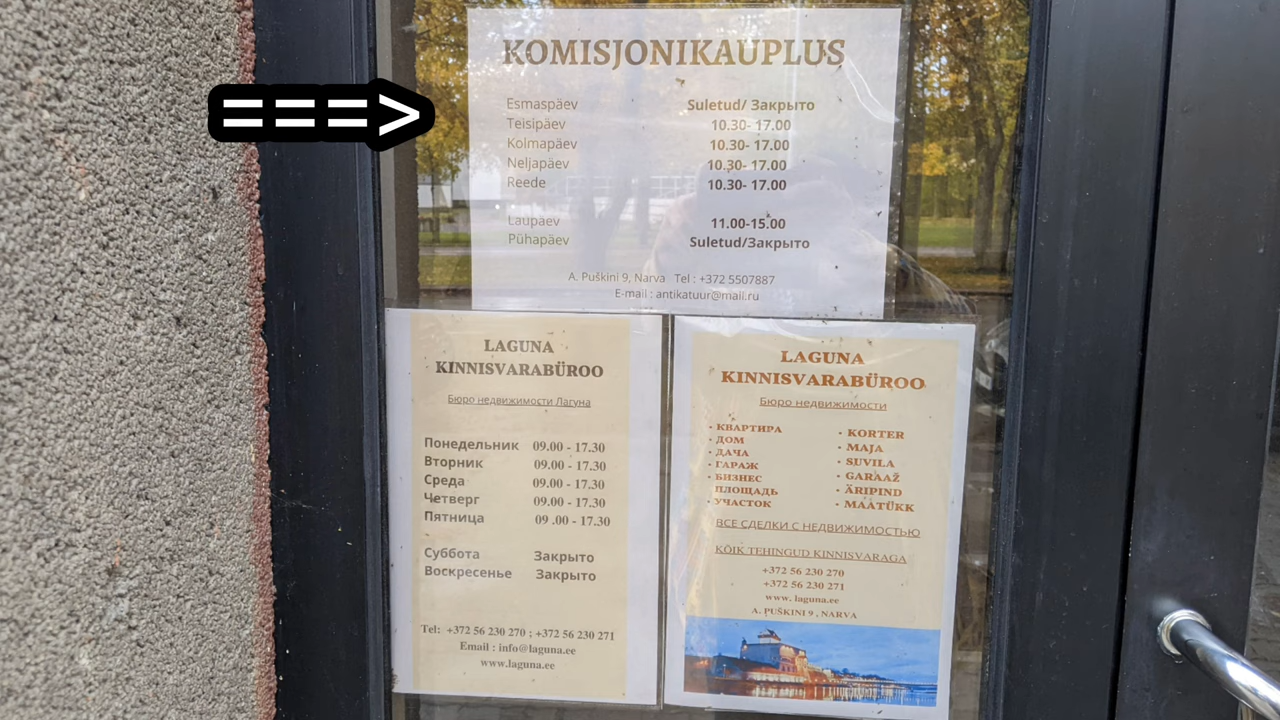 ===>
KOMISJONIKAUPLUS
Esmaspäev Suletud/ Закрыто
Teisipäev 10.30- 17.00
Kolmapäev 10.30- 17.00
Neljapäev 10.30- 17.00
Reede 10.30- 17.00
Laupäev 11.00-15.00
Pühapäev Suletud/Закрыто
A. Puškini 9, Narva Tel : +372 5507887
E-mail : antikatuur@mail.ru
LAGUNA
KINNISVARABÜROO
Бюро недвижимости Лагуна
Понедельник 09.00 - 17.30
Вторник 09.00 - 17.30
Среда 09.00 - 17.30
Четверг 09.00 - 17.30
Пятница 09 .00 - 17.30
Суббота Закрыто
Воскресенье Закрыто
Tel: +372 56 230 270 ; +372 56 230 271
Email : info@laguna.ee
www.laguna.ee
LAGUNA
KINNISVARABÜROO
Бюро недвижимости
· КВАРТИРА · KORTER
· ДОМ · MAJA
· ДАЧА · SUVILA
· ГАРАЖ · GARAAŽ
· БИЗНЕС · ÄRIPIND
ПЛОЩАДЬ · MAATÜKK
· УЧАСТОК
ВСЕ СДЕЛКИ С НЕДВИЖИМОСТЬЮ
KÕIK TEHINGUD KINNISVARAGA
+372 56 230 270
+372 56 230 271
www. laguna.ee
A. PUŠKINI 9 , NARVA